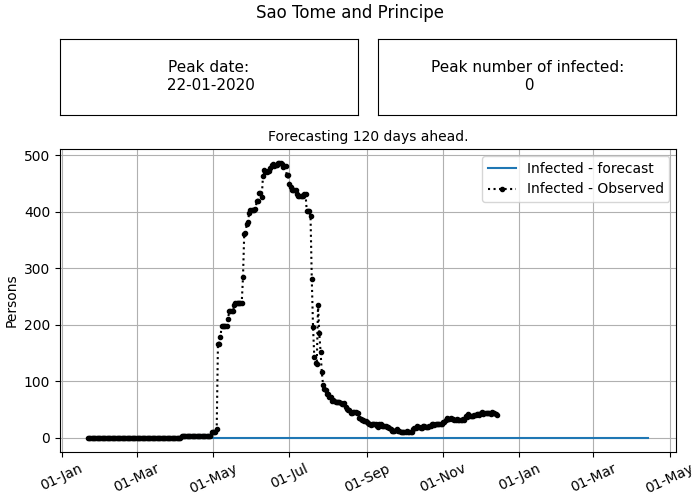 Sao Tome and Principe
Peak date:
22-01-2020
Peak number of infected:
0
Forecasting 120 days ahead.
Infected - forecast
Infected - Observed
Persons
500
400
300
200
100
0
01-Jan
01-Mar
01-May
01-Jul
01-Sep
01-Nov
01-Jan
01-Mar
01-May